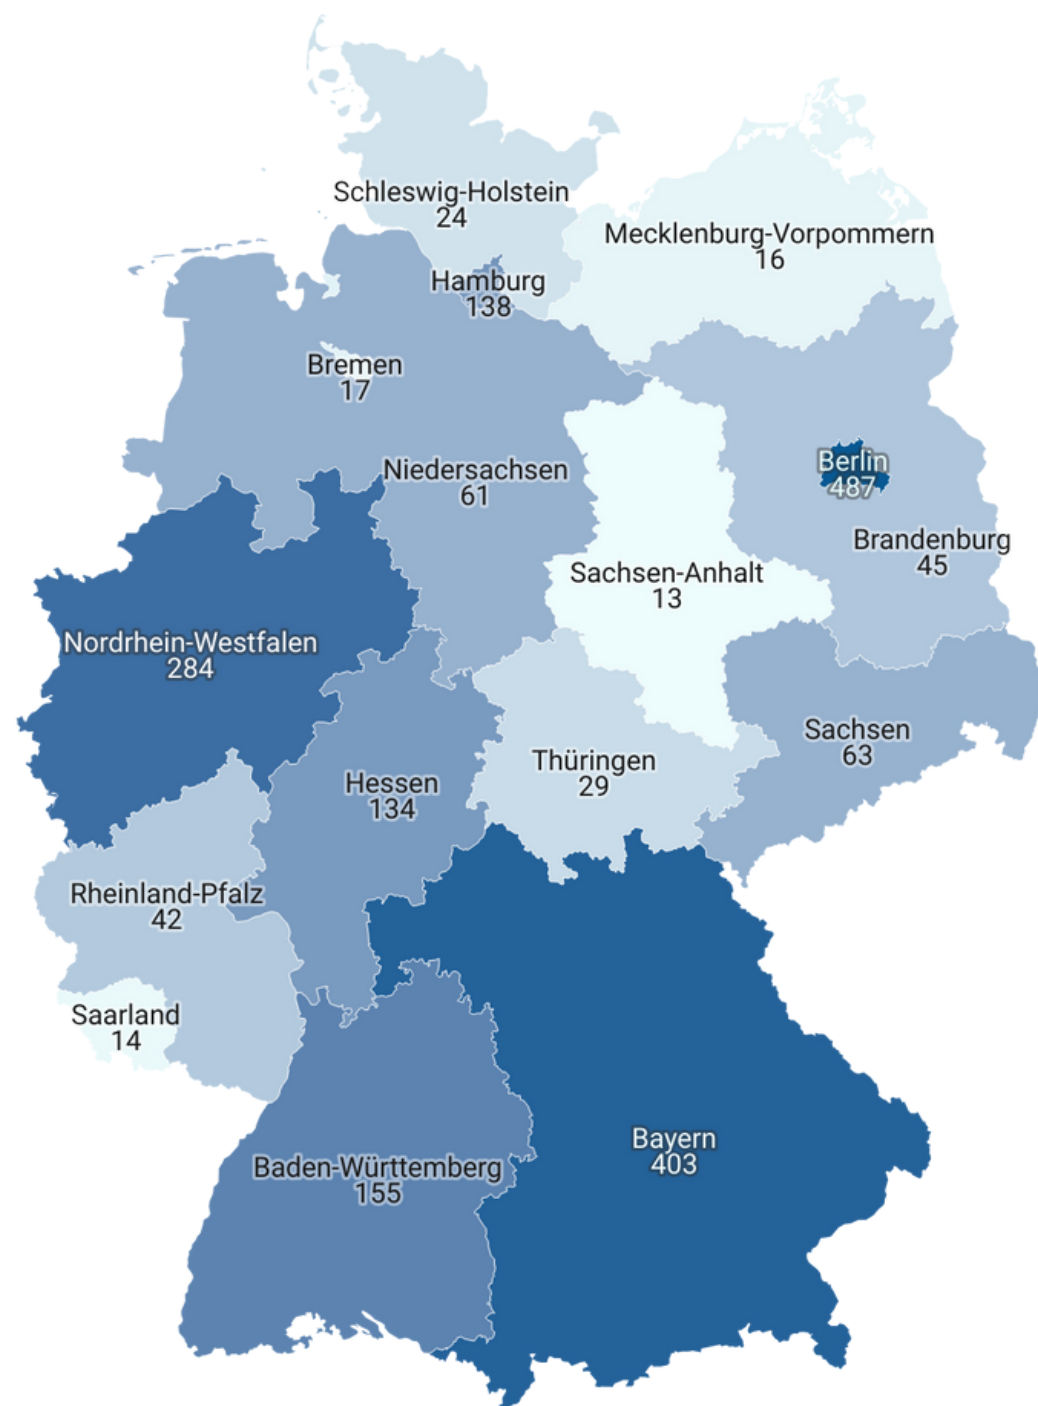 Schleswig-Holstein
24
Mecklenburg-Vorpommern
16
Hamburg
138
Bremen
17
Niedersachsen
61
Berlin
487
Brandenburg
45
Sachsen-Anhalt
13
Nordrhein-Westfalen
284
Sachsen
63
Thüringen
29
Hessen
134
Rheinland-Pfalz
42
Saarland
14
Bayern
403
Baden-Württemberg
155